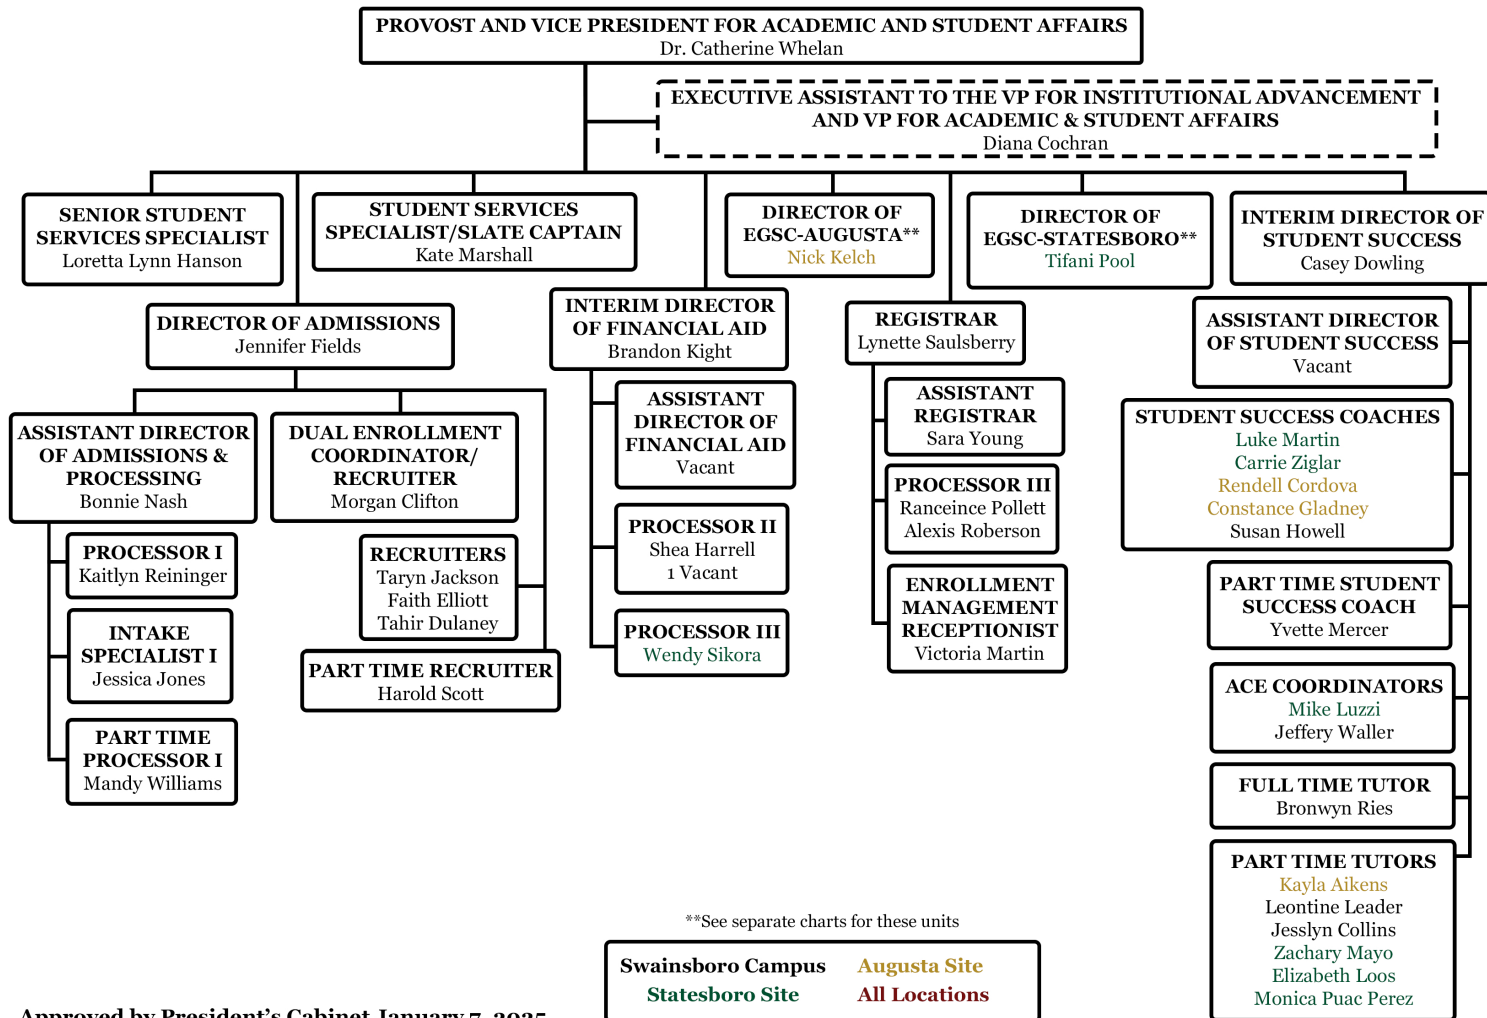 PROVOST AND VICE PRESIDENT FOR ACADEMIC AND STUDENT AFFAIRS
Dr. Catherine Whelan
EXECUTIVE ASSISTANT TO THE VP FOR INSTITUTIONAL ADVANCEMENT
AND VP FOR ACADEMIC & STUDENT AFFAIRS
Diana Cochran
SENIOR STUDENT
SERVICES SPECIALIST
Loretta Lynn Hanson
STUDENT SERVICES
SPECIALIST/SLATE CAPTAIN
Kate Marshall
DIRECTOR OF
EGSC-AUGUSTA**
Nick Kelch
DIRECTOR OF
EGSC-STATESBORO**
Tifani Pool
INTERIM DIRECTOR OF
STUDENT SUCCESS
Casey Dowling
DIRECTOR OF ADMISSIONS
Jennifer Fields
INTERIM DIRECTOR
OF FINANCIAL AID
Brandon Kight
REGISTRAR
Lynette Saulsberry
ASSISTANT DIRECTOR
OF STUDENT SUCCESS
Vacant
ASSISTANT DIRECTOR
OF ADMISSIONS &
PROCESSING
Bonnie Nash
DUAL ENROLLMENT
COORDINATOR/
RECRUITER
Morgan Clifton
ASSISTANT
DIRECTOR OF
FINANCIAL AID
Vacant
ASSISTANT
REGISTRAR
Sara Young
STUDENT SUCCESS COACHES
Luke Martin
Carrie Ziglar
Rendell Cordova
Constance Gladney
Susan Howell
PROCESSOR I
Kaitlyn Reininger
RECRUITERS
Taryn Jackson
Faith Elliott
Tahir Dulaney
PROCESSOR II
Shea Harrell
1 Vacant
PROCESSOR III
Ranceince Pollett
Alexis Roberson
PART TIME STUDENT
SUCCESS COACH
Yvette Mercer
INTAKE
SPECIALIST I
Jessica Jones
PART TIME RECRUITER
Harold Scott
PROCESSOR III
Wendy Sikora
ENROLLMENT
MANAGEMENT
RECEPTIONIST
Victoria Martin
ACE COORDINATORS
Mike Luzzi
Jeffery Waller
PART TIME
PROCESSOR I
Mandy Williams
FULL TIME TUTOR
Bronwyn Ries
PART TIME TUTORS
Kayla Aikens
Leontine Leader
Jesslyn Collins
Zachary Mayo
Elizabeth Loos
Monica Puac Perez
**See separate charts for these units
Swainsboro Campus
Augusta Site
Statesboro Site
All Locations
Approved by President's Cabinet January 7, 2025